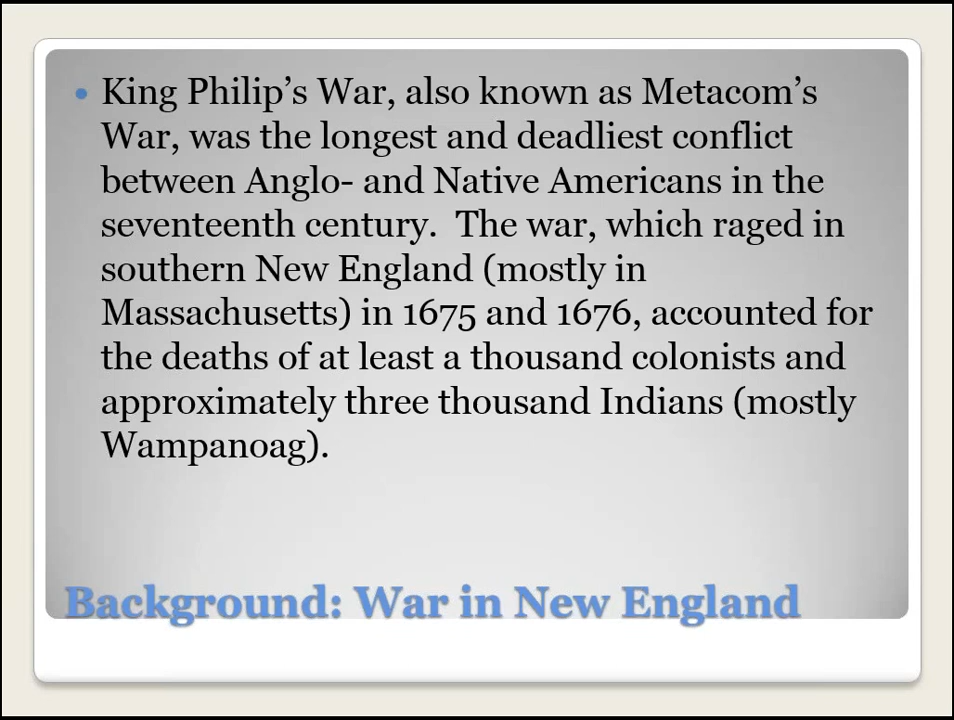 King Philip’s War, also known as Metacom’s
War, was the longest and deadliest conflict
between Anglo- and Native Americans in the
seventeenth century.  The war, which raged in
southern New England (mostly in
Massachusetts) in 1675 and 1676, accounted for
the deaths of at least a thousand colonists and
approximately three thousand Indians (mostly
Wampanoag).
Background: War in New England